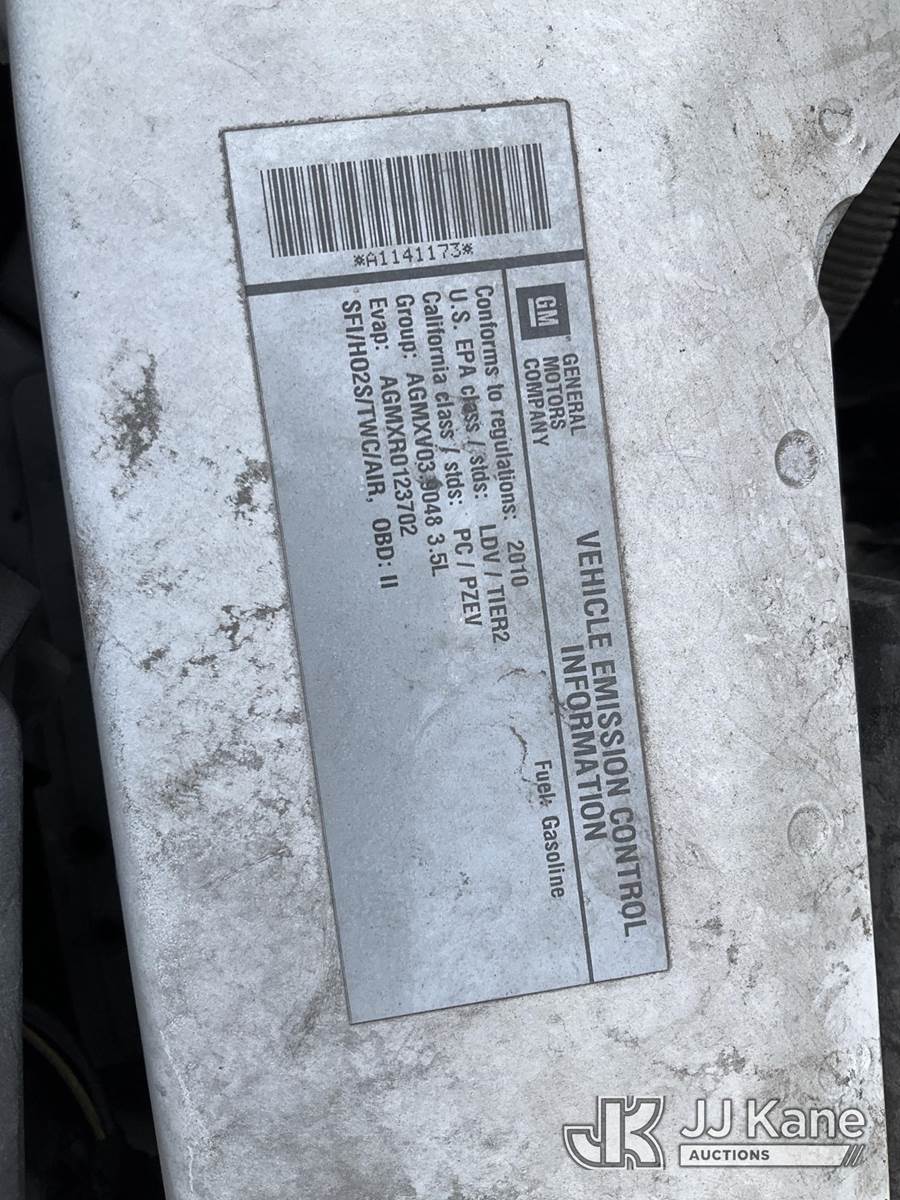 *A1141173*
GM
GENERAL
MOTORS
COMPANY
VEHICLE EMISSION CONTROL
INFORMATION
Conforms to regulations: 2010
Fuel: Gasoline
U.S. EPA class / stds: LDV / TIER2
California class / stds: PC / PZEV
Group: AGMXV03.9048 3.5L
Evap: AGMXR0123702
SFI/HO2S/TWC/AIR, OBD: II
JK JJ Kane
AUCTIONS